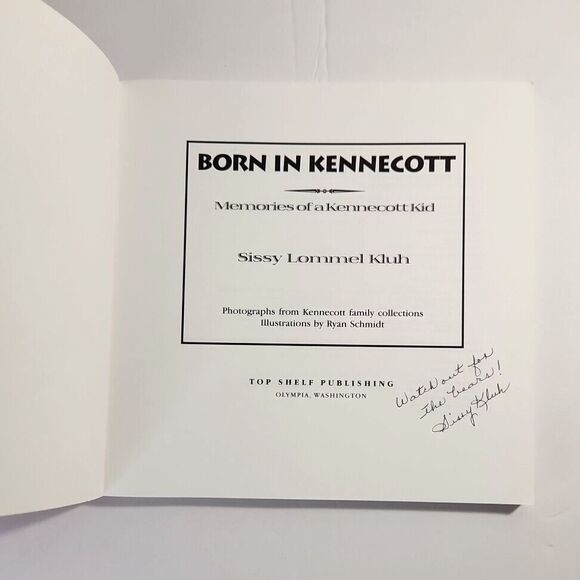 BORN IN KENNECOTT
Memories of a Kennecott Kid
Sissy Lommel Kluh
Photographs from Kennecott family collections
Illustrations by Ryan Schmidt
TOP SHELF PUBLISHING
OLYMPIA, WASHINGTON
Watch out for
the bears!
Sissy Kluh